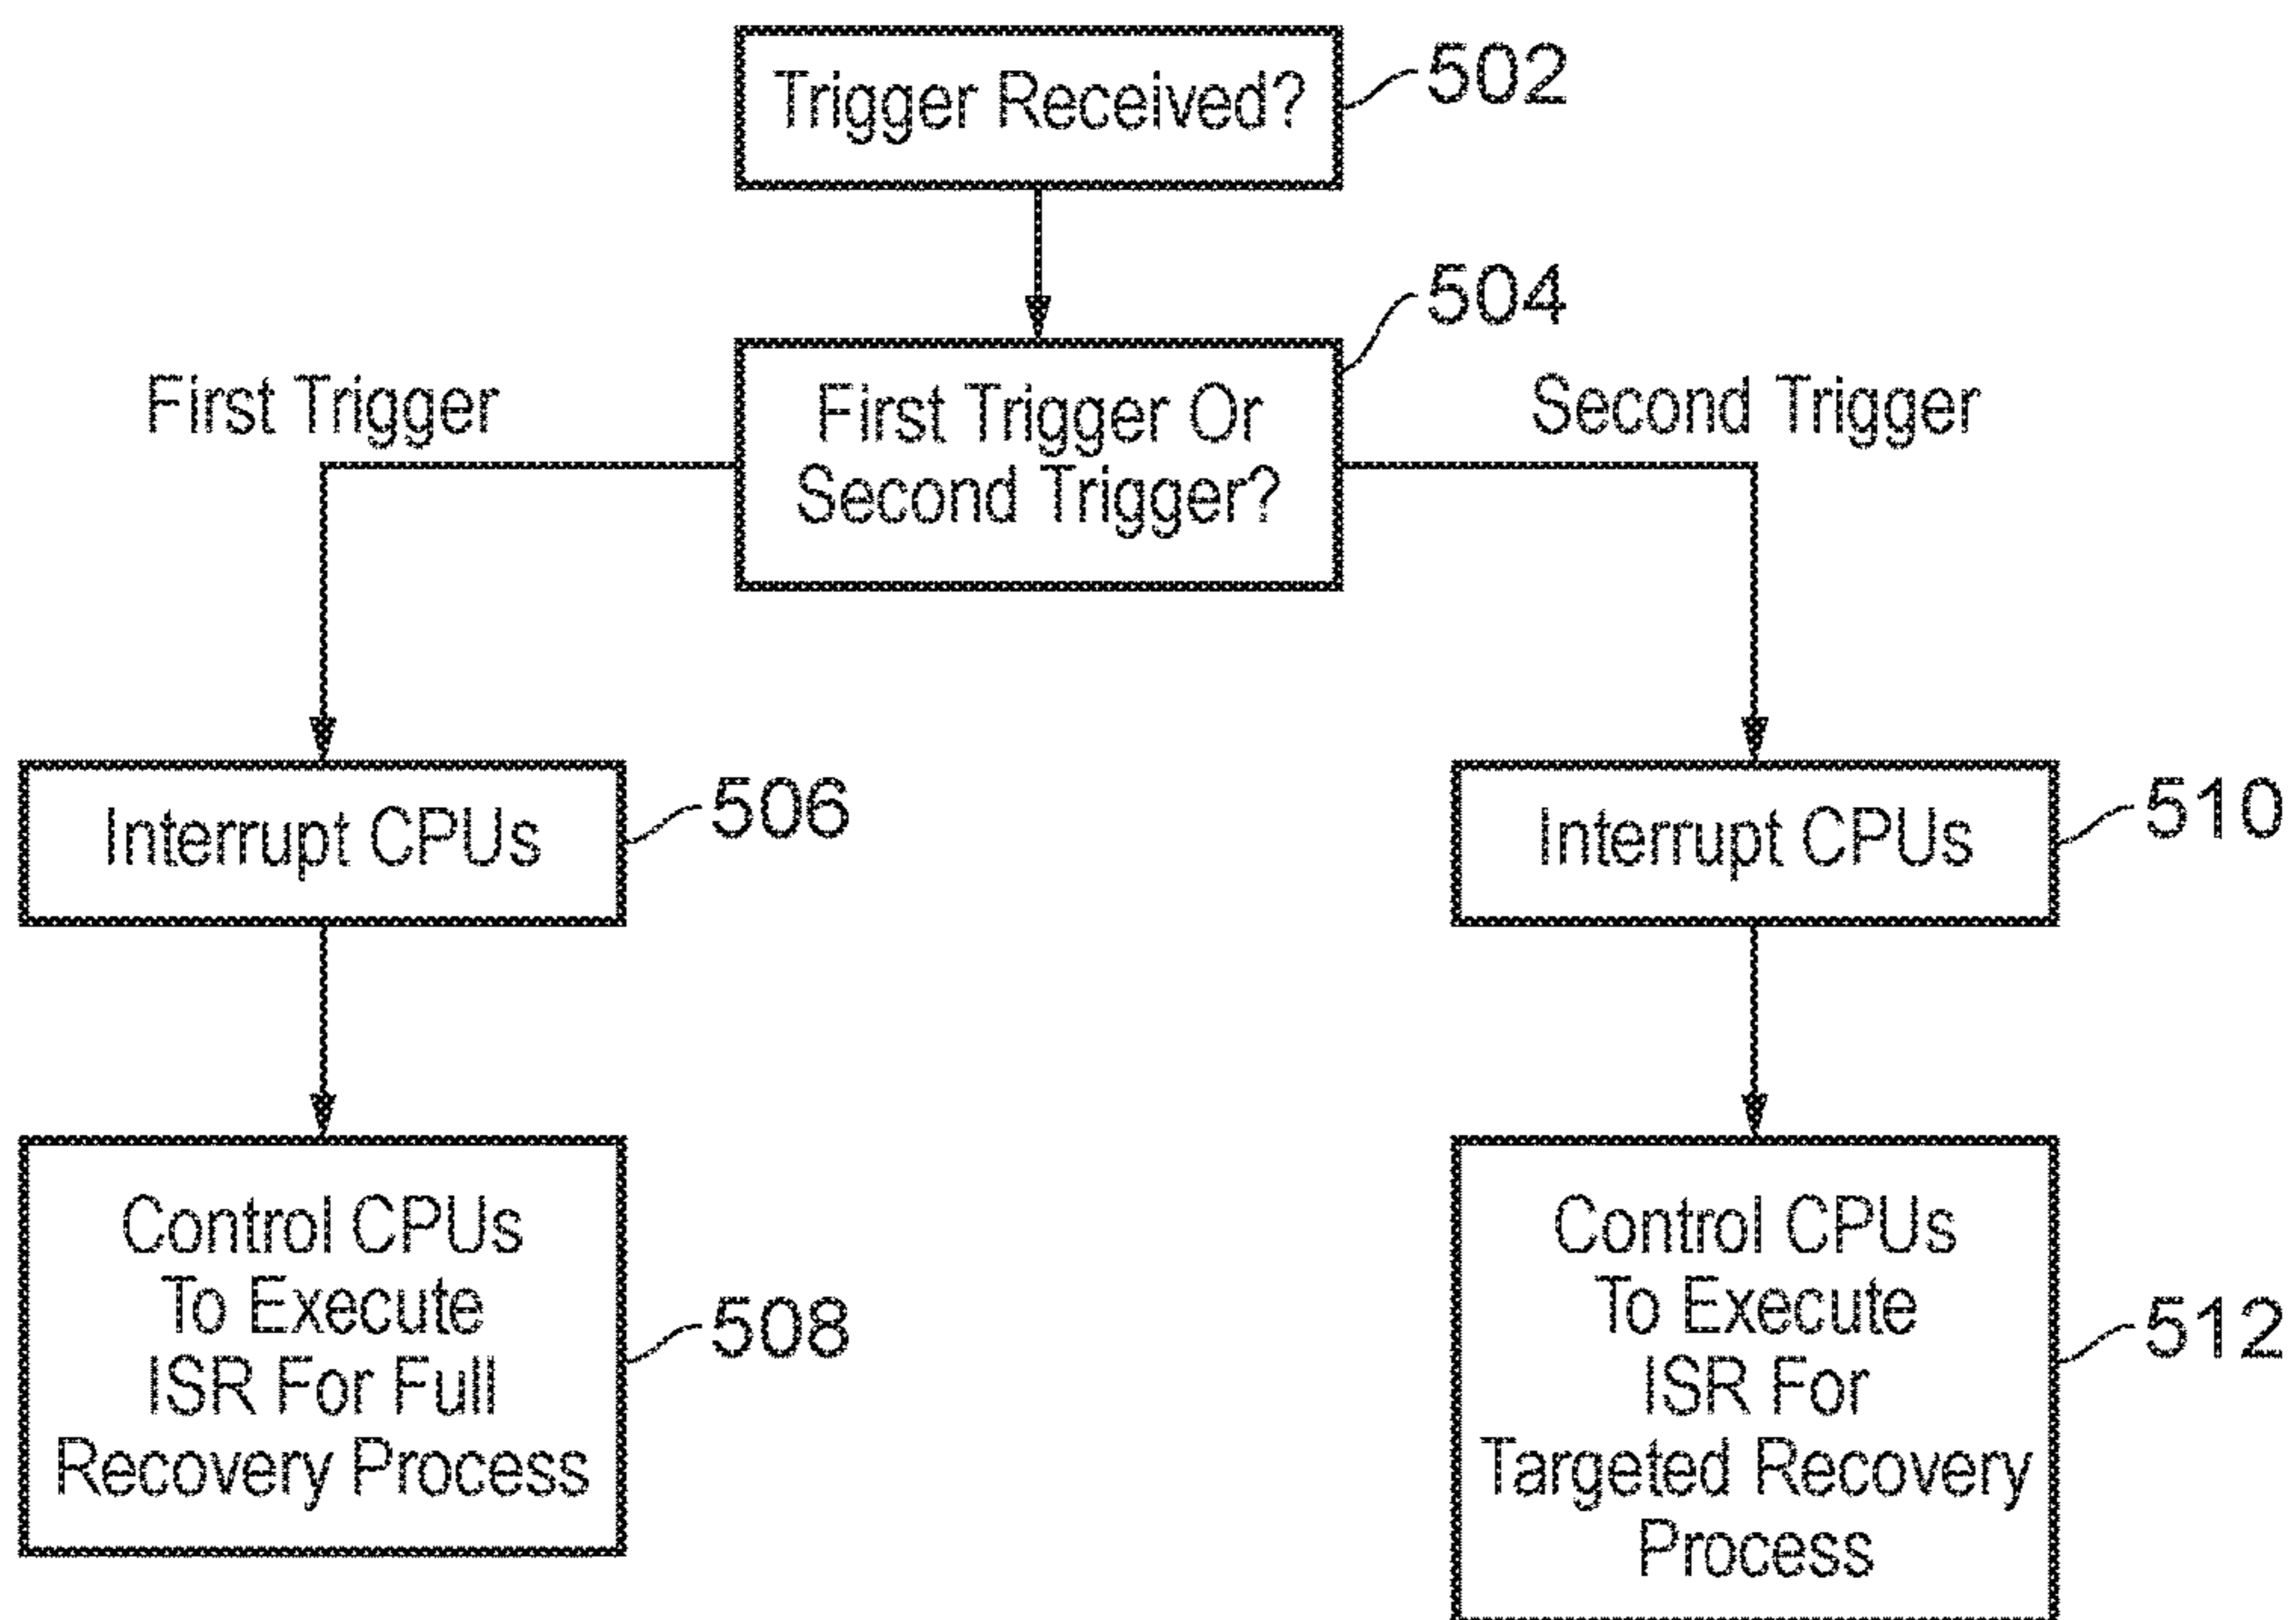 Trigger Received?
502
504
First Trigger
First Trigger Or
Second Trigger?
Second Trigger
Interrupt CPUs
506
Interrupt CPUs
510
Control CPUs
To Execute
ISR For Full
Recovery Process
508
Control CPUs
To Execute
ISR For
Targeted Recovery
Process
512